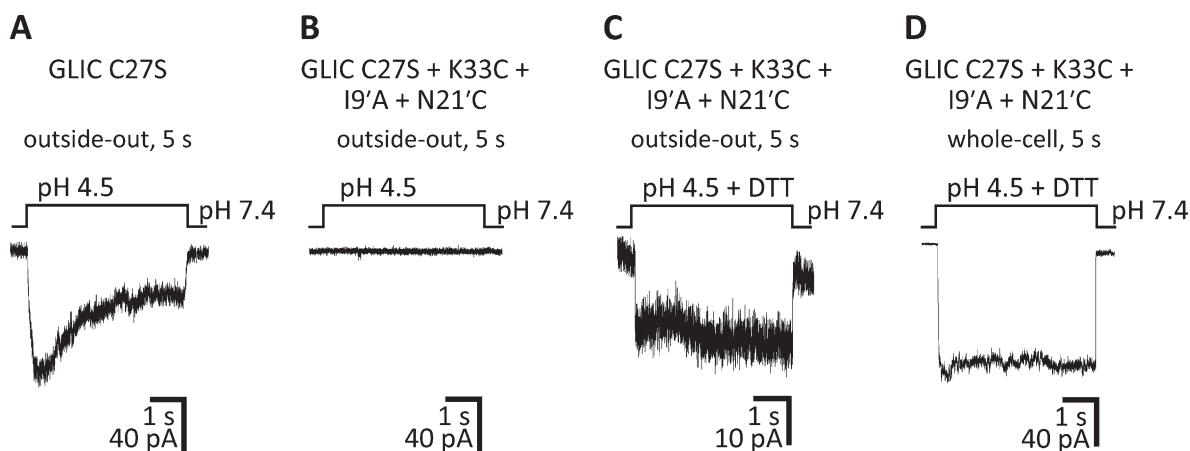 A
GLIC C27S
outside-out, 5 s
pH 4.5
pH 7.4
1 s
40 pA
B
GLIC C27S + K33C +
I9′A + N21′C
outside-out, 5 s
pH 4.5
pH 7.4
1 s
40 pA
C
GLIC C27S + K33C +
I9′A + N21′C
outside-out, 5 s
pH 4.5 + DTT
pH 7.4
1 s
10 pA
D
GLIC C27S + K33C +
I9′A + N21′C
whole-cell, 5 s
pH 4.5 + DTT
pH 7.4
1 s
40 pA